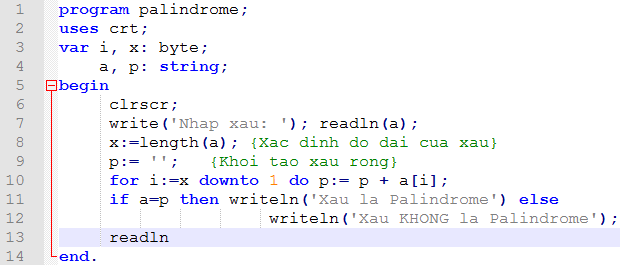 1 program palindrome;
2 uses crt;
3 var i, x: byte;
4     a, p: string;
5 begin
6      clrscr;
7      write('Nhap xau: '); readln(a);
8      x:=length(a); {Xac dinh do dai cua xau}
9      p:= '';   {Khoi tao xau rong}
10      for i:=x downto 1 do p:= p + a[i];
11      if a=p then writeln('Xau la Palindrome') else
12                      writeln('Xau KHONG la Palindrome');
13      readln
14 end.